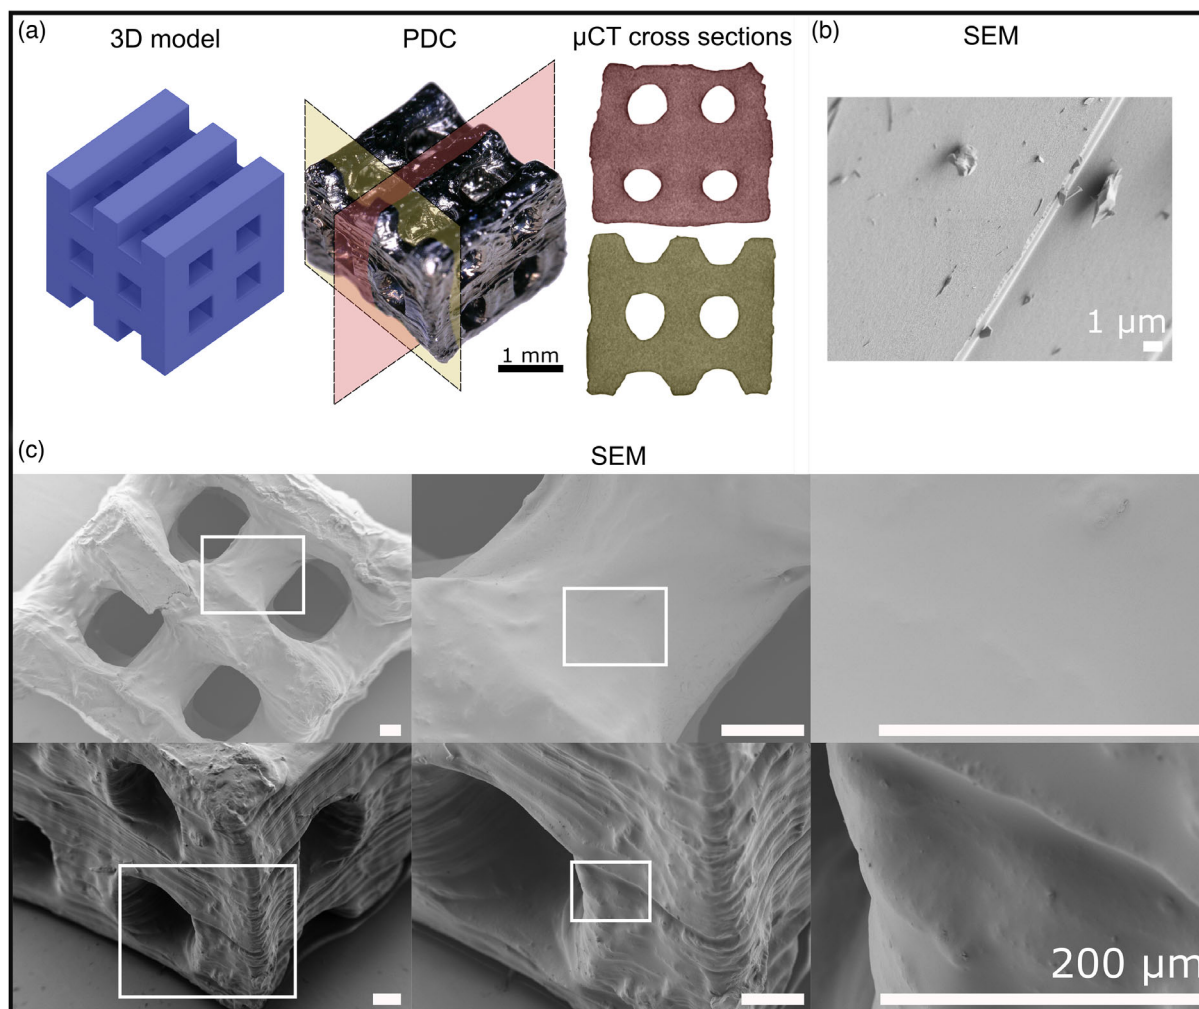 (a)
3D model
PDC
µCT cross sections
(b)
SEM
1 mm
1 µm
(c)
SEM
200 µm